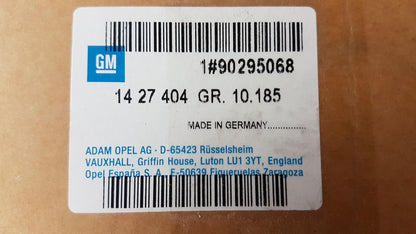 GM
1#90295068
14 27 404 GR. 10.185
MADE IN GERMANY...............
ADAM OPEL AG · D-65423 Rüsselsheim
VAUXHALL, Griffin House, Luton LU1 3YT, England
Opel España S. A. E-50639 Figueruelas Zaragoza